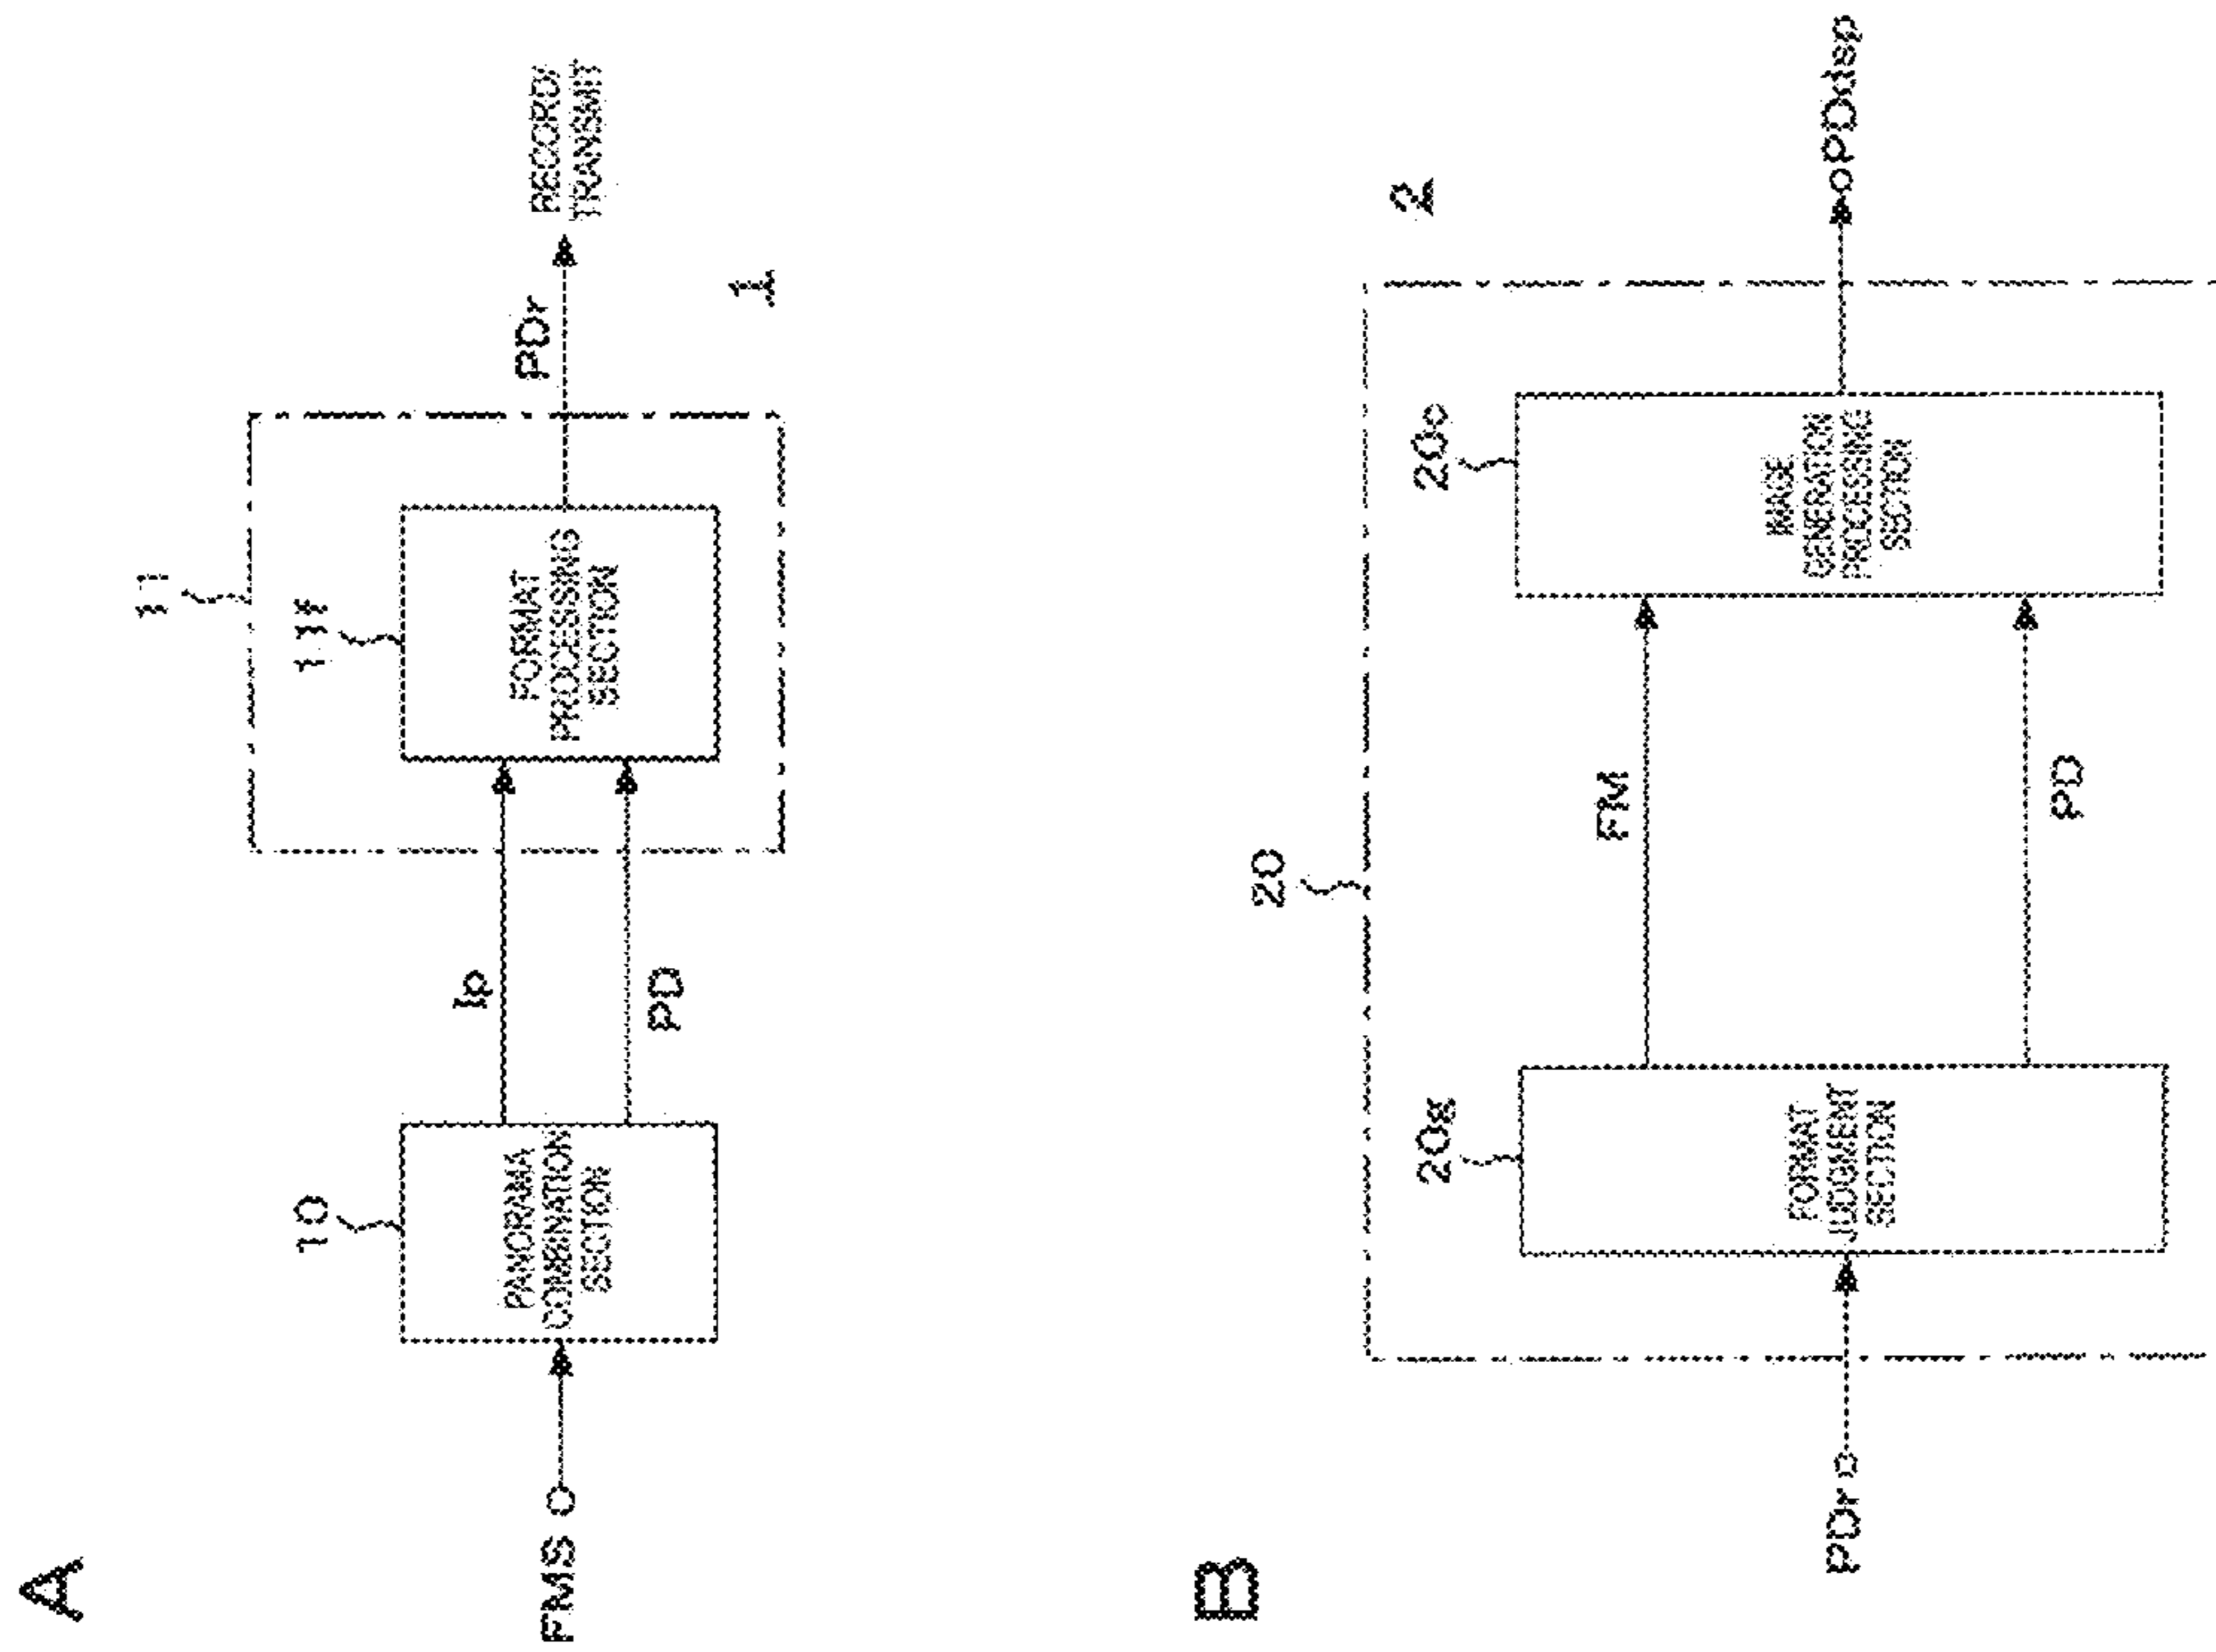 A
FMS
10
PANORAMA
COMBINATION
SECTION
Ip
PD
11
11f
FORMAT
PROCESSING
SECTION
PDr
RECORD/
TRANSMIT
1
B
PDr
20
20g
FORMAT
JUDGMENT
SECTION
FM
PD
20c
IMAGE
GENERATION
PROCESSING
SECTION
2
PDdsp